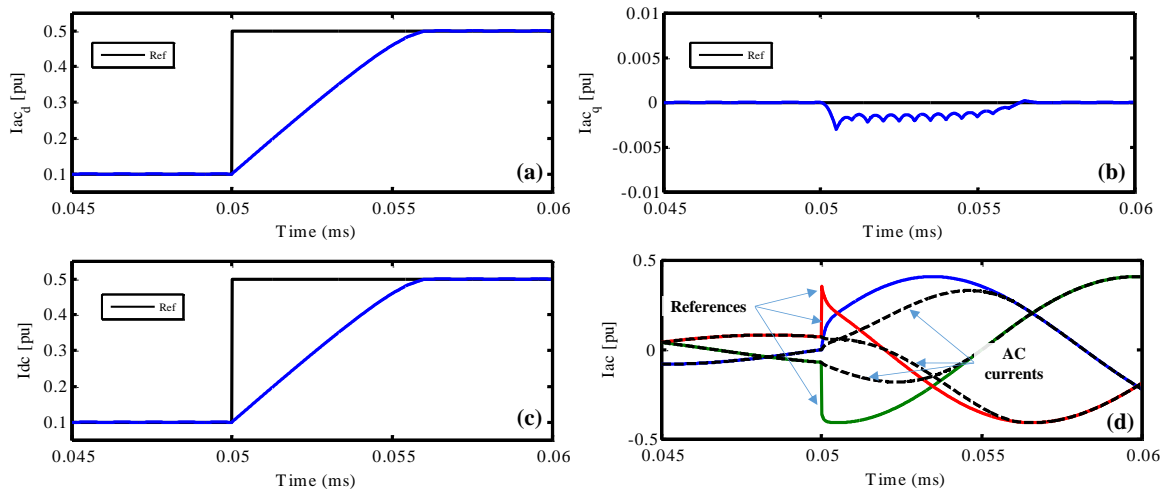 0.5
0.4
0.3
0.2
0.1
Iac_d [pu]
Ref
(a)
0.045
0.05
0.055
0.06
Time (ms)
0.01
0.005
0
-0.005
-0.01
Iac_q [pu]
Ref
(b)
0.045
0.05
0.055
0.06
Time (ms)
0.5
0.4
0.3
0.2
0.1
Idc [pu]
Ref
(c)
0.045
0.05
0.055
0.06
Time (ms)
0.5
0
-0.5
Iac [pu]
References
AC
currents
(d)
0.045
0.05
0.055
0.06
Time (ms)